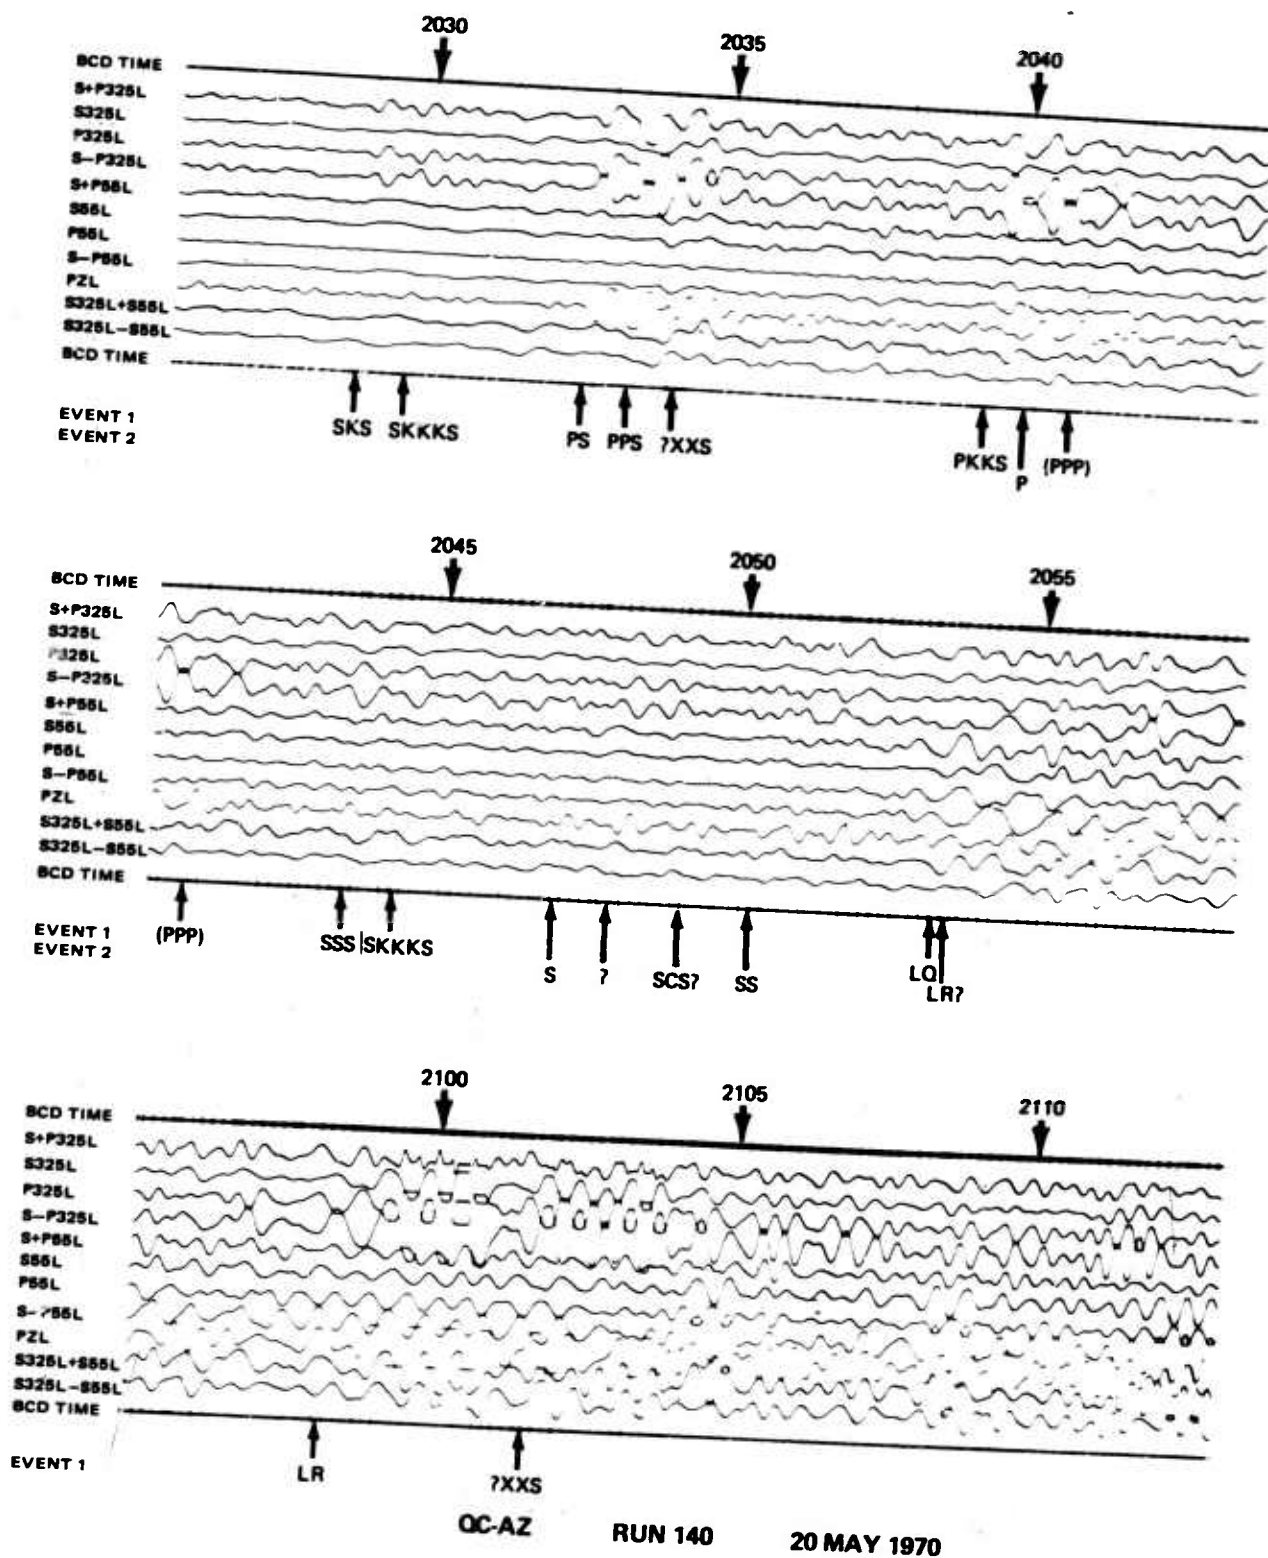 2030 2035 2040
BCD TIME
S+P325L
S325L
P325L
S-P325L
S+P55L
S55L
P55L
S-P55L
PZL
S325L+S55L
S325L-S55L
BCD TIME
EVENT 1 SKS SKKKS PS PPS ?XXS PKKS (PPP)
EVENT 2 P
2045 2050 2055
BCD TIME
S+P325L
S325L
P325L
S-P325L
S+P55L
S55L
P55L
S-P55L
PZL
S325L+S55L
S325L-S55L
BCD TIME
EVENT 1 (PPP) SSS SKKKS
EVENT 2 S ? SCS? SS LQ LR?
2100 2105 2110
BCD TIME
S+P325L
S325L
P325L
S-P325L
S+P55L
S55L
P55L
S-P55L
PZL
S325L+S55L
S325L-S55L
BCD TIME
EVENT 1 LR ?XXS
QC-AZ RUN 140 20 MAY 1970